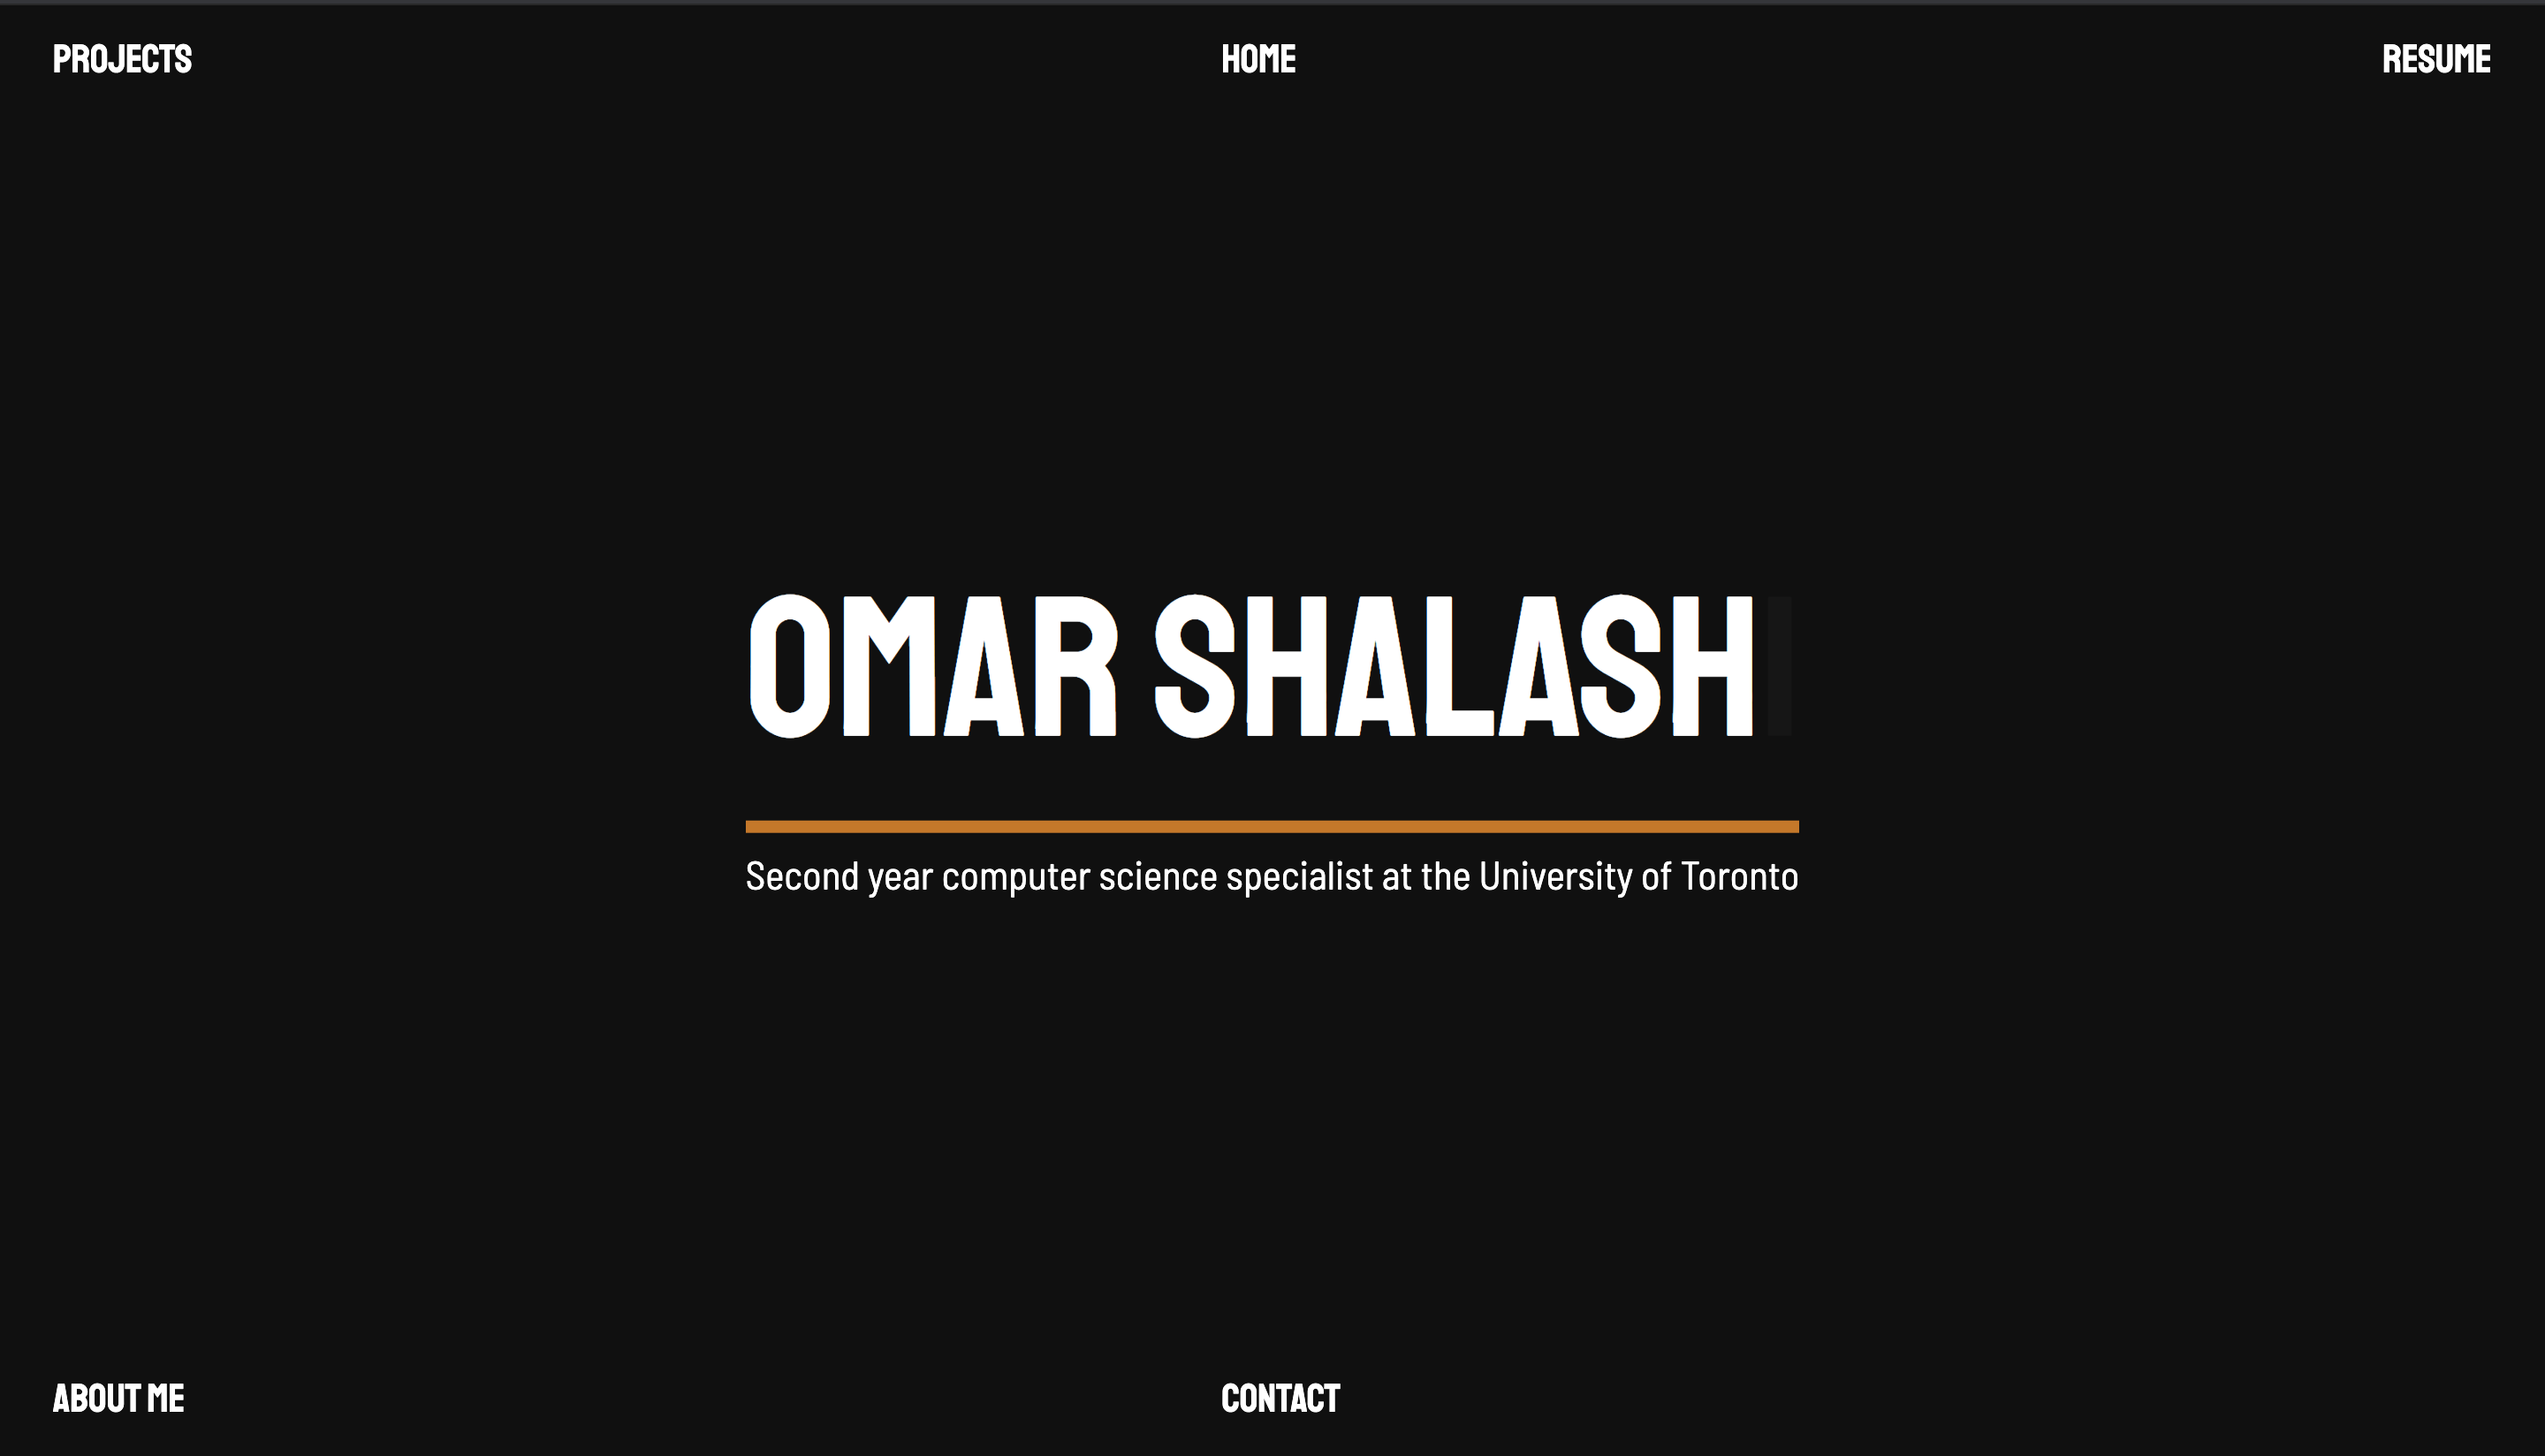 PROJECTS
HOME
RESUME
OMAR SHALASH
Second year computer science specialist at the University of Toronto
ABOUT ME
CONTACT